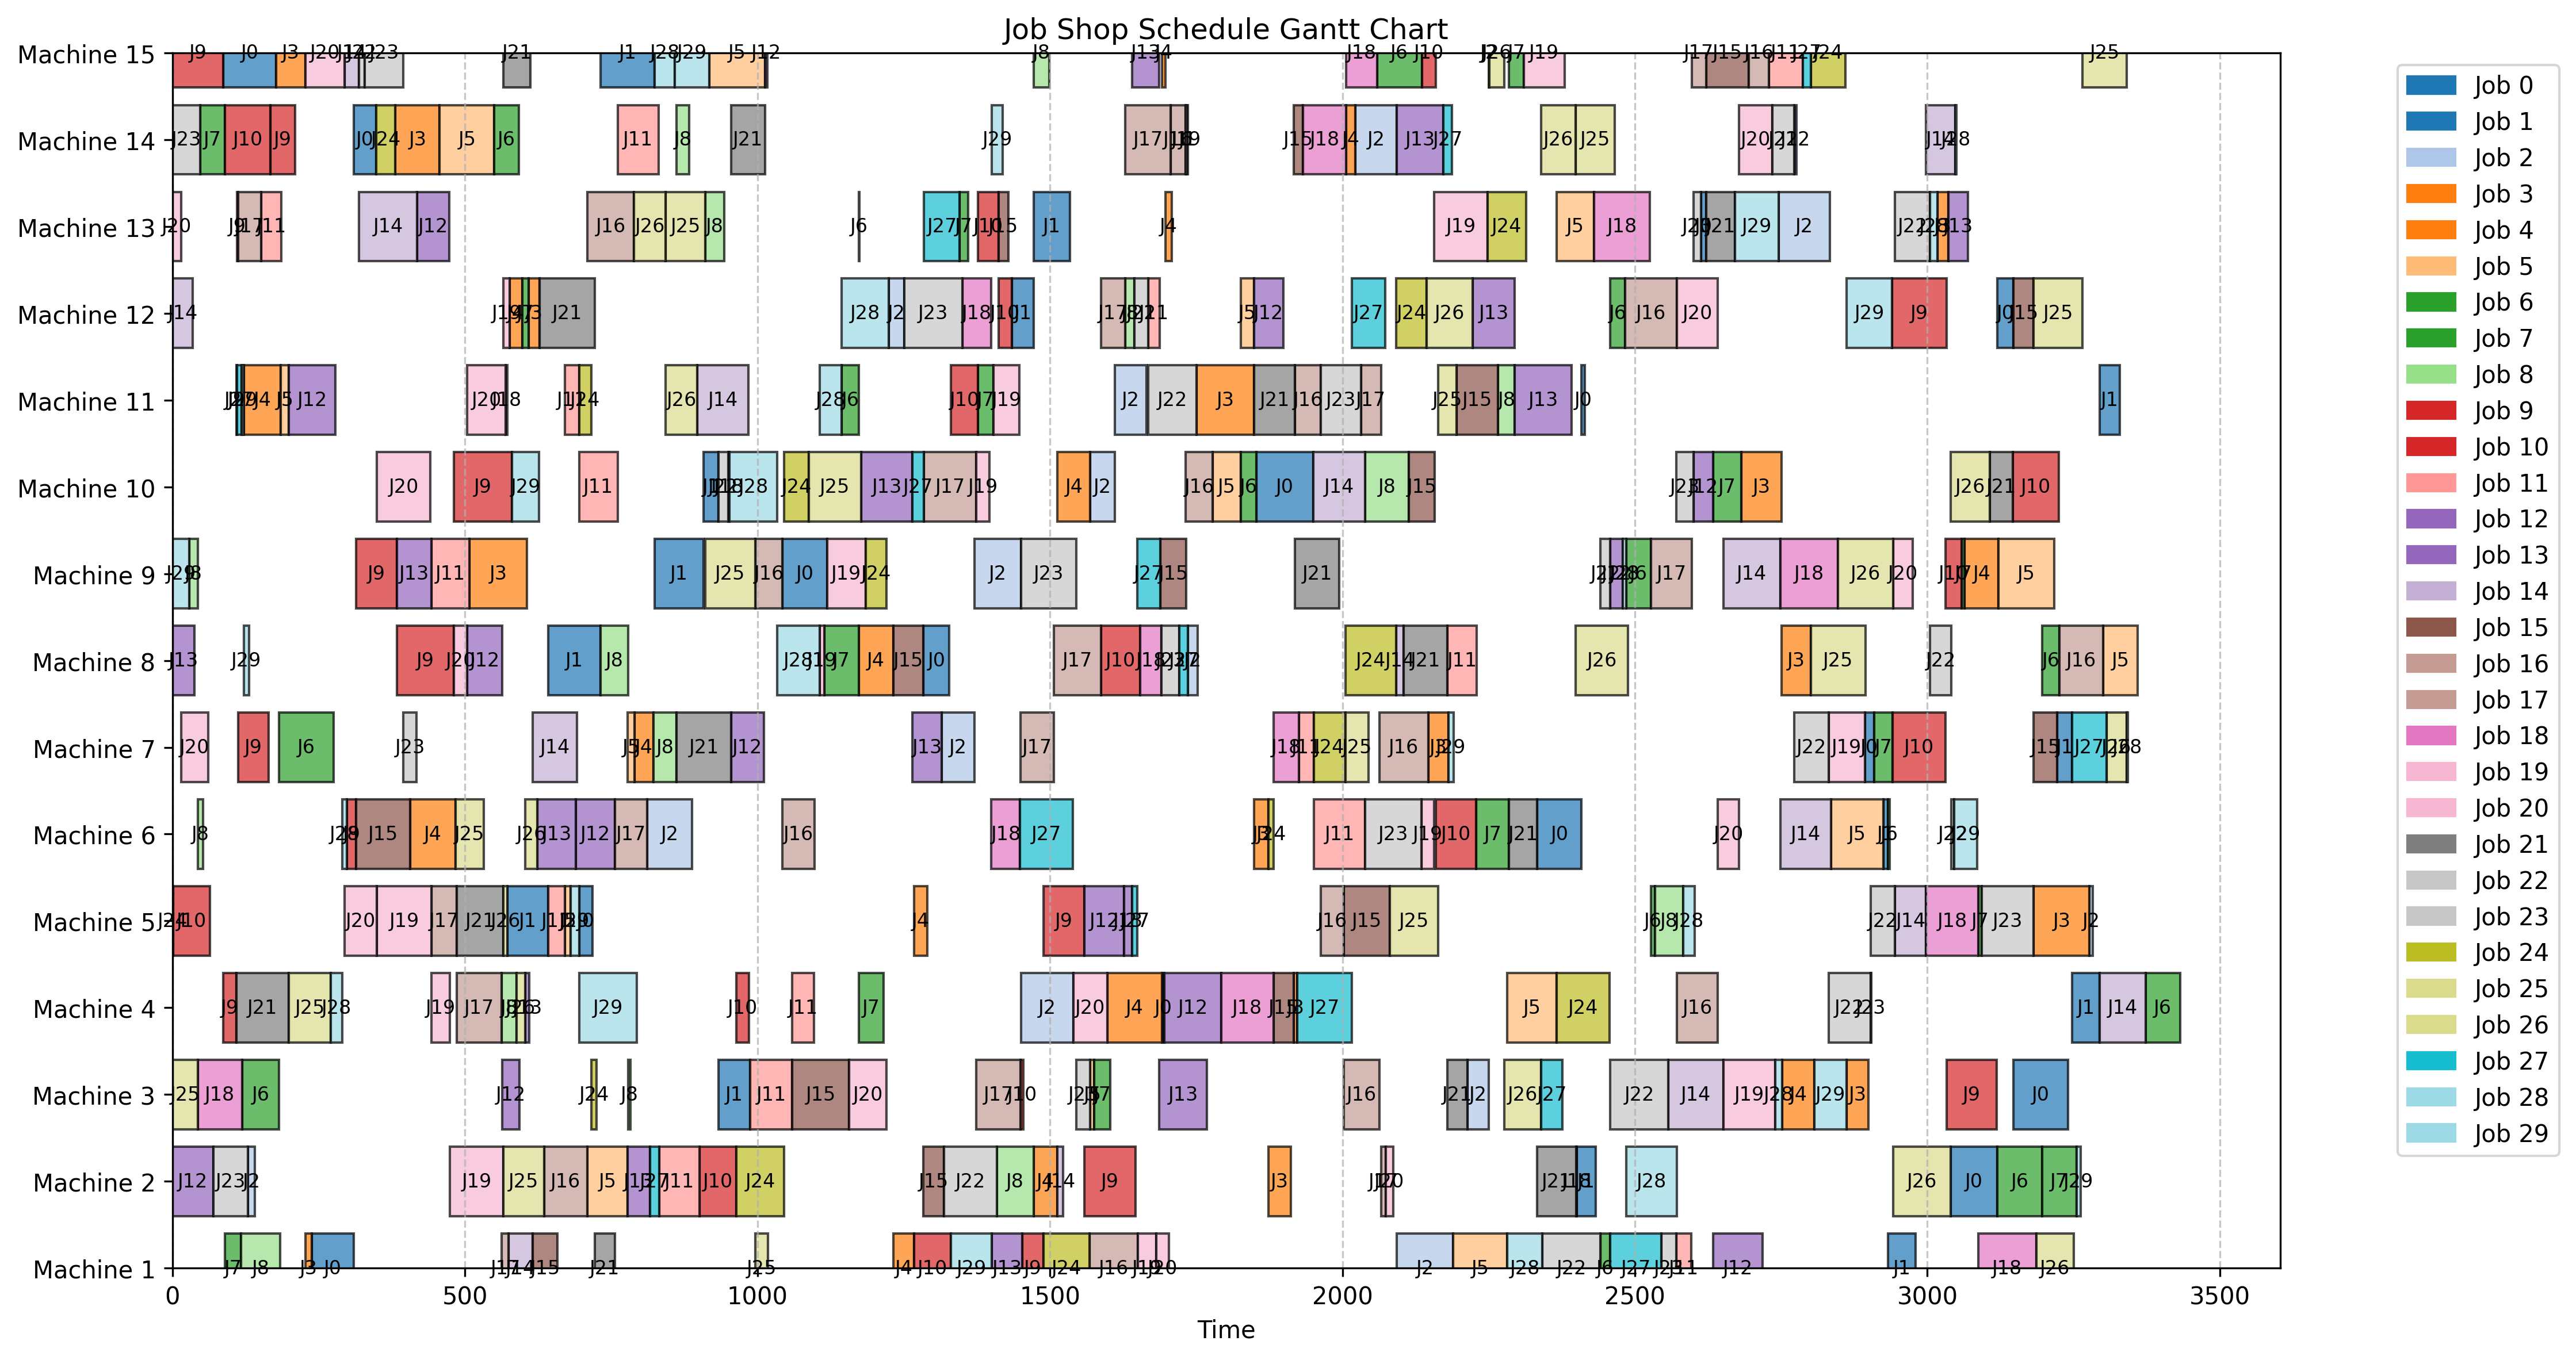 Job Shop Schedule Gantt Chart
Machine 15 J9 J0 J3 J20 J23 J21 J1 J28 J29 J5 J12 J8 J13 J4 J18 J6 J10 J26 J7 J19 J17 J15 J16 J11 J27 J24 J25
Machine 14 J23 J7 J10 J9 J0 J24 J3 J5 J6 J11 J8 J21 J29 J17 J15 J18 J4 J2 J13 J27 J26 J25 J20 J22 J12 J14 J28
Machine 13 J20 J9 J17 J11 J14 J12 J16 J26 J25 J8 J6 J27 J7 J10 J15 J1 J4 J19 J24 J5 J18 J21 J29 J2 J22 J28 J13
Machine 12 J14 J19 J3 J21 J28 J2 J23 J18 J10 J1 J17 J8 J11 J5 J12 J27 J24 J26 J13 J6 J16 J20 J29 J9 J0 J15 J25
Machine 11 J4 J5 J12 J20 J18 J11 J24 J26 J14 J28 J6 J10 J7 J19 J2 J22 J3 J21 J16 J23 J17 J25 J15 J8 J13 J0 J1
Machine 10 J20 J9 J29 J11 J28 J24 J25 J13 J27 J17 J19 J4 J2 J16 J5 J6 J0 J14 J8 J15 J23 J12 J7 J3 J26 J21 J10
Machine 9 J29 J8 J9 J13 J11 J3 J1 J25 J16 J0 J19 J24 J2 J23 J27 J15 J21 J6 J17 J14 J18 J26 J20 J10 J7 J4 J5
Machine 8 J13 J29 J9 J20 J12 J1 J8 J28 J19 J7 J4 J15 J0 J17 J10 J18 J23 J27 J2 J24 J14 J21 J11 J26 J3 J25 J22 J6 J16 J5
Machine 7 J20 J9 J6 J23 J14 J5 J4 J8 J21 J12 J13 J2 J17 J18 J11 J24 J25 J16 J3 J29 J22 J19 J0 J7 J10 J15 J1 J27 J26 J28
Machine 6 J8 J28 J9 J15 J4 J25 J26 J13 J12 J17 J2 J16 J18 J27 J3 J24 J11 J23 J19 J10 J7 J21 J0 J20 J14 J5 J1 J6 J22 J29
Machine 5 J24 J10 J20 J19 J17 J21 J26 J1 J11 J29 J0 J4 J9 J12 J13 J27 J16 J15 J25 J6 J8 J28 J22 J14 J18 J7 J23 J3 J2
Machine 4 J9 J21 J25 J28 J19 J17 J8 J26 J13 J29 J10 J11 J7 J2 J20 J4 J0 J12 J18 J15 J3 J27 J5 J24 J16 J22 J23 J1 J14 J6
Machine 3 J25 J18 J6 J12 J24 J8 J1 J11 J15 J20 J17 J10 J23 J7 J13 J16 J21 J2 J26 J27 J22 J14 J19 J28 J4 J29 J3 J9 J0
Machine 2 J12 J23 J2 J19 J25 J16 J5 J13 J27 J11 J10 J24 J15 J22 J8 J4 J14 J9 J3 J17 J20 J21 J18 J1 J28 J26 J0 J6 J7 J29
Machine 1 J7 J8 J3 J0 J17 J14 J15 J21 J25 J4 J10 J29 J13 J9 J24 J16 J19 J20 J2 J5 J28 J22 J6 J27 J23 J11 J12 J1 J18 J26
0 500 1000 1500 2000 2500 3000 3500
Time
Job 0
Job 1
Job 2
Job 3
Job 4
Job 5
Job 6
Job 7
Job 8
Job 9
Job 10
Job 11
Job 12
Job 13
Job 14
Job 15
Job 16
Job 17
Job 18
Job 19
Job 20
Job 21
Job 22
Job 23
Job 24
Job 25
Job 26
Job 27
Job 28
Job 29